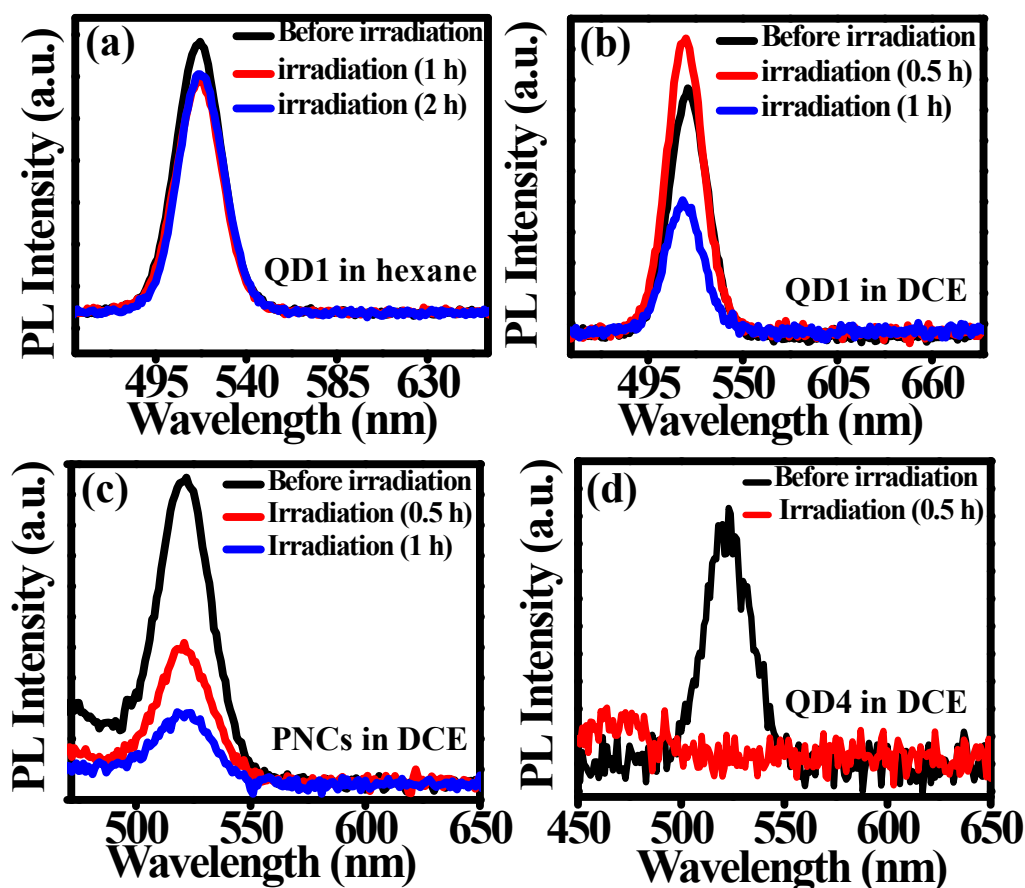 (a)
Before irradiation
irradiation (1 h)
irradiation (2 h)
QD1 in hexane
PL Intensity (a.u.)
495 540 585 630
Wavelength (nm)
(b)
Before irradiation
irradiation (0.5 h)
irradiation (1 h)
QD1 in DCE
PL Intensity (a.u.)
495 550 605 660
Wavelength (nm)
(c)
Before irradiation
Irradiation (0.5 h)
Irradiation (1 h)
PNCs in DCE
PL Intensity (a.u.)
500 550 600 650
Wavelength (nm)
(d)
Before irradiation
Irradiation (0.5 h)
QD4 in DCE
PL Intensity (a.u.)
450 500 550 600 650
Wavelength (nm)